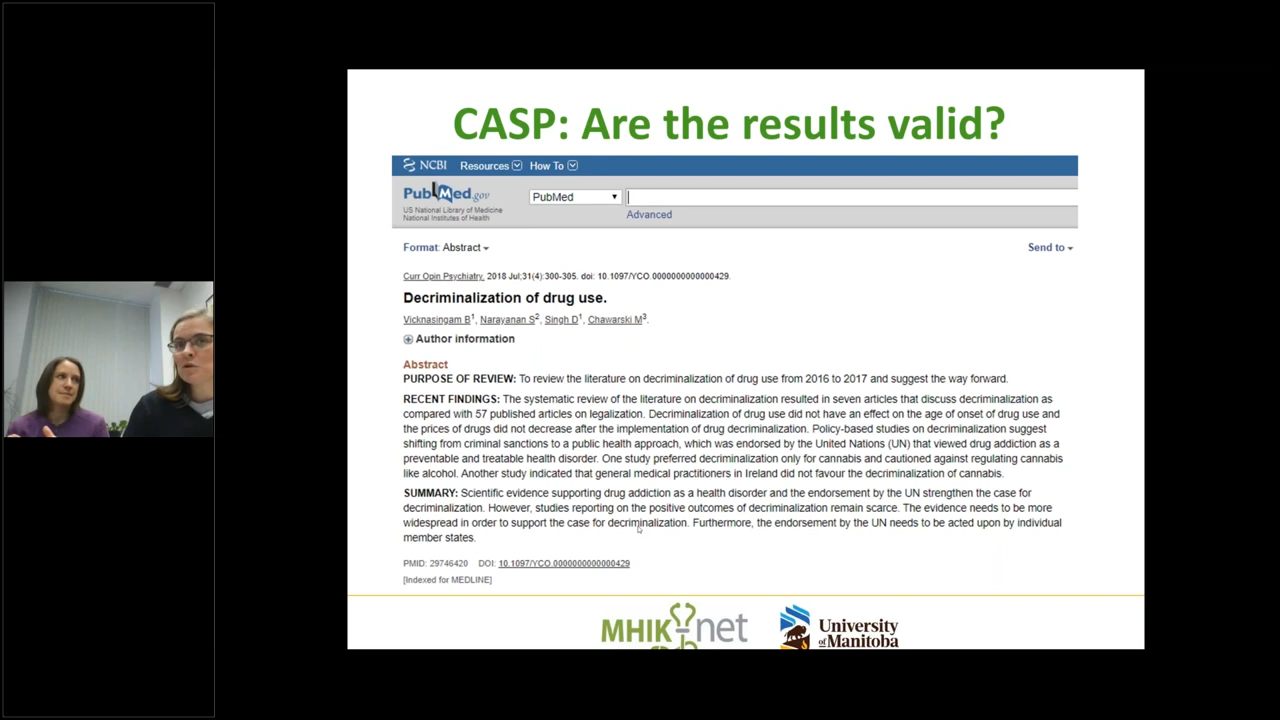 CASP: Are the results valid?
NCBI Resources How To
PubMed.gov
US National Library of Medicine
National Institutes of Health
PubMed
Advanced
Format: Abstract
Send to
Curr Opin Psychiatry. 2018 Jul;31(4):300-305. doi: 10.1097/YCO.0000000000000429.
Decriminalization of drug use.
Vicknasingam B1, Narayanan S2, Singh D1, Chawarski M3.
Author information
Abstract
PURPOSE OF REVIEW: To review the literature on decriminalization of drug use from 2016 to 2017 and suggest the way forward.
RECENT FINDINGS: The systematic review of the literature on decriminalization resulted in seven articles that discuss decriminalization as
compared with 57 published articles on legalization. Decriminalization of drug use did not have an effect on the age of onset of drug use and
the prices of drugs did not decrease after the implementation of drug decriminalization. Policy-based studies on decriminalization suggest
shifting from criminal sanctions to a public health approach, which was endorsed by the United Nations (UN) that viewed drug addiction as a
preventable and treatable health disorder. One study preferred decriminalization only for cannabis and cautioned against regulating cannabis
like alcohol. Another study indicated that general medical practitioners in Ireland did not favour the decriminalization of cannabis.
SUMMARY: Scientific evidence supporting drug addiction as a health disorder and the endorsement by the UN strengthen the case for
decriminalization. However, studies reporting on the positive outcomes of decriminalization remain scarce. The evidence needs to be more
widespread in order to support the case for decriminalization. Furthermore, the endorsement by the UN needs to be acted upon by individual
member states.
PMID: 29746420 DOI: 10.1097/YCO.0000000000000429
[Indexed for MEDLINE]
MHIKnet
University
of Manitoba